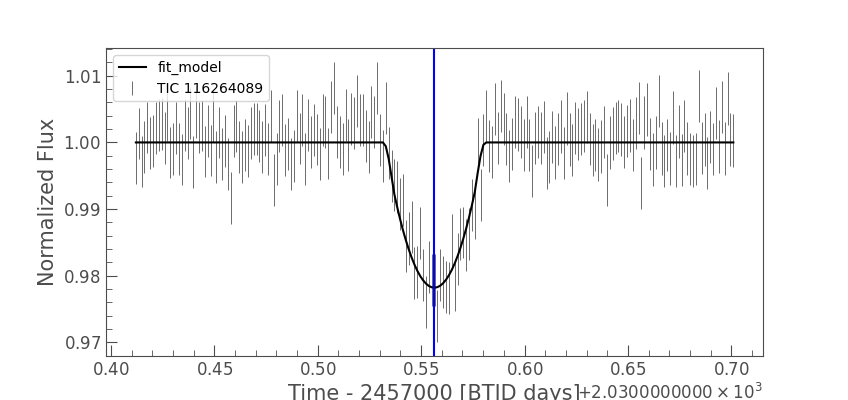 fit_model
TIC 116264089
1.01
1.00
0.99
0.98
0.97
Normalized Flux
0.40 0.45 0.50 0.55 0.60 0.65 0.70
Time - 2457000 [BTJD days] +2.0300000000 × 10³